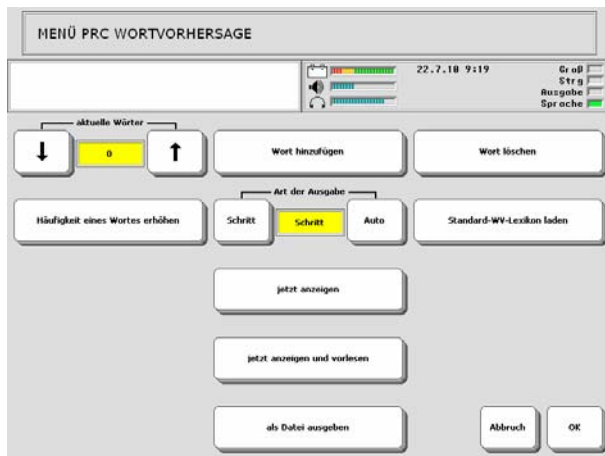 MENÜ PRC WORTVORHERSAGE
22.7.10 9:19
Groß
Strg
Ausgabe
Sprache
aktuelle Wörter
0
Wort hinzufügen
Wort löschen
Häufigkeit eines Wortes erhöhen
Art der Ausgabe
Schritt
Schritt
Auto
Standard-WV-Lexikon laden
jetzt anzeigen
jetzt anzeigen und vorlesen
als Datei ausgeben
Abbruch
OK